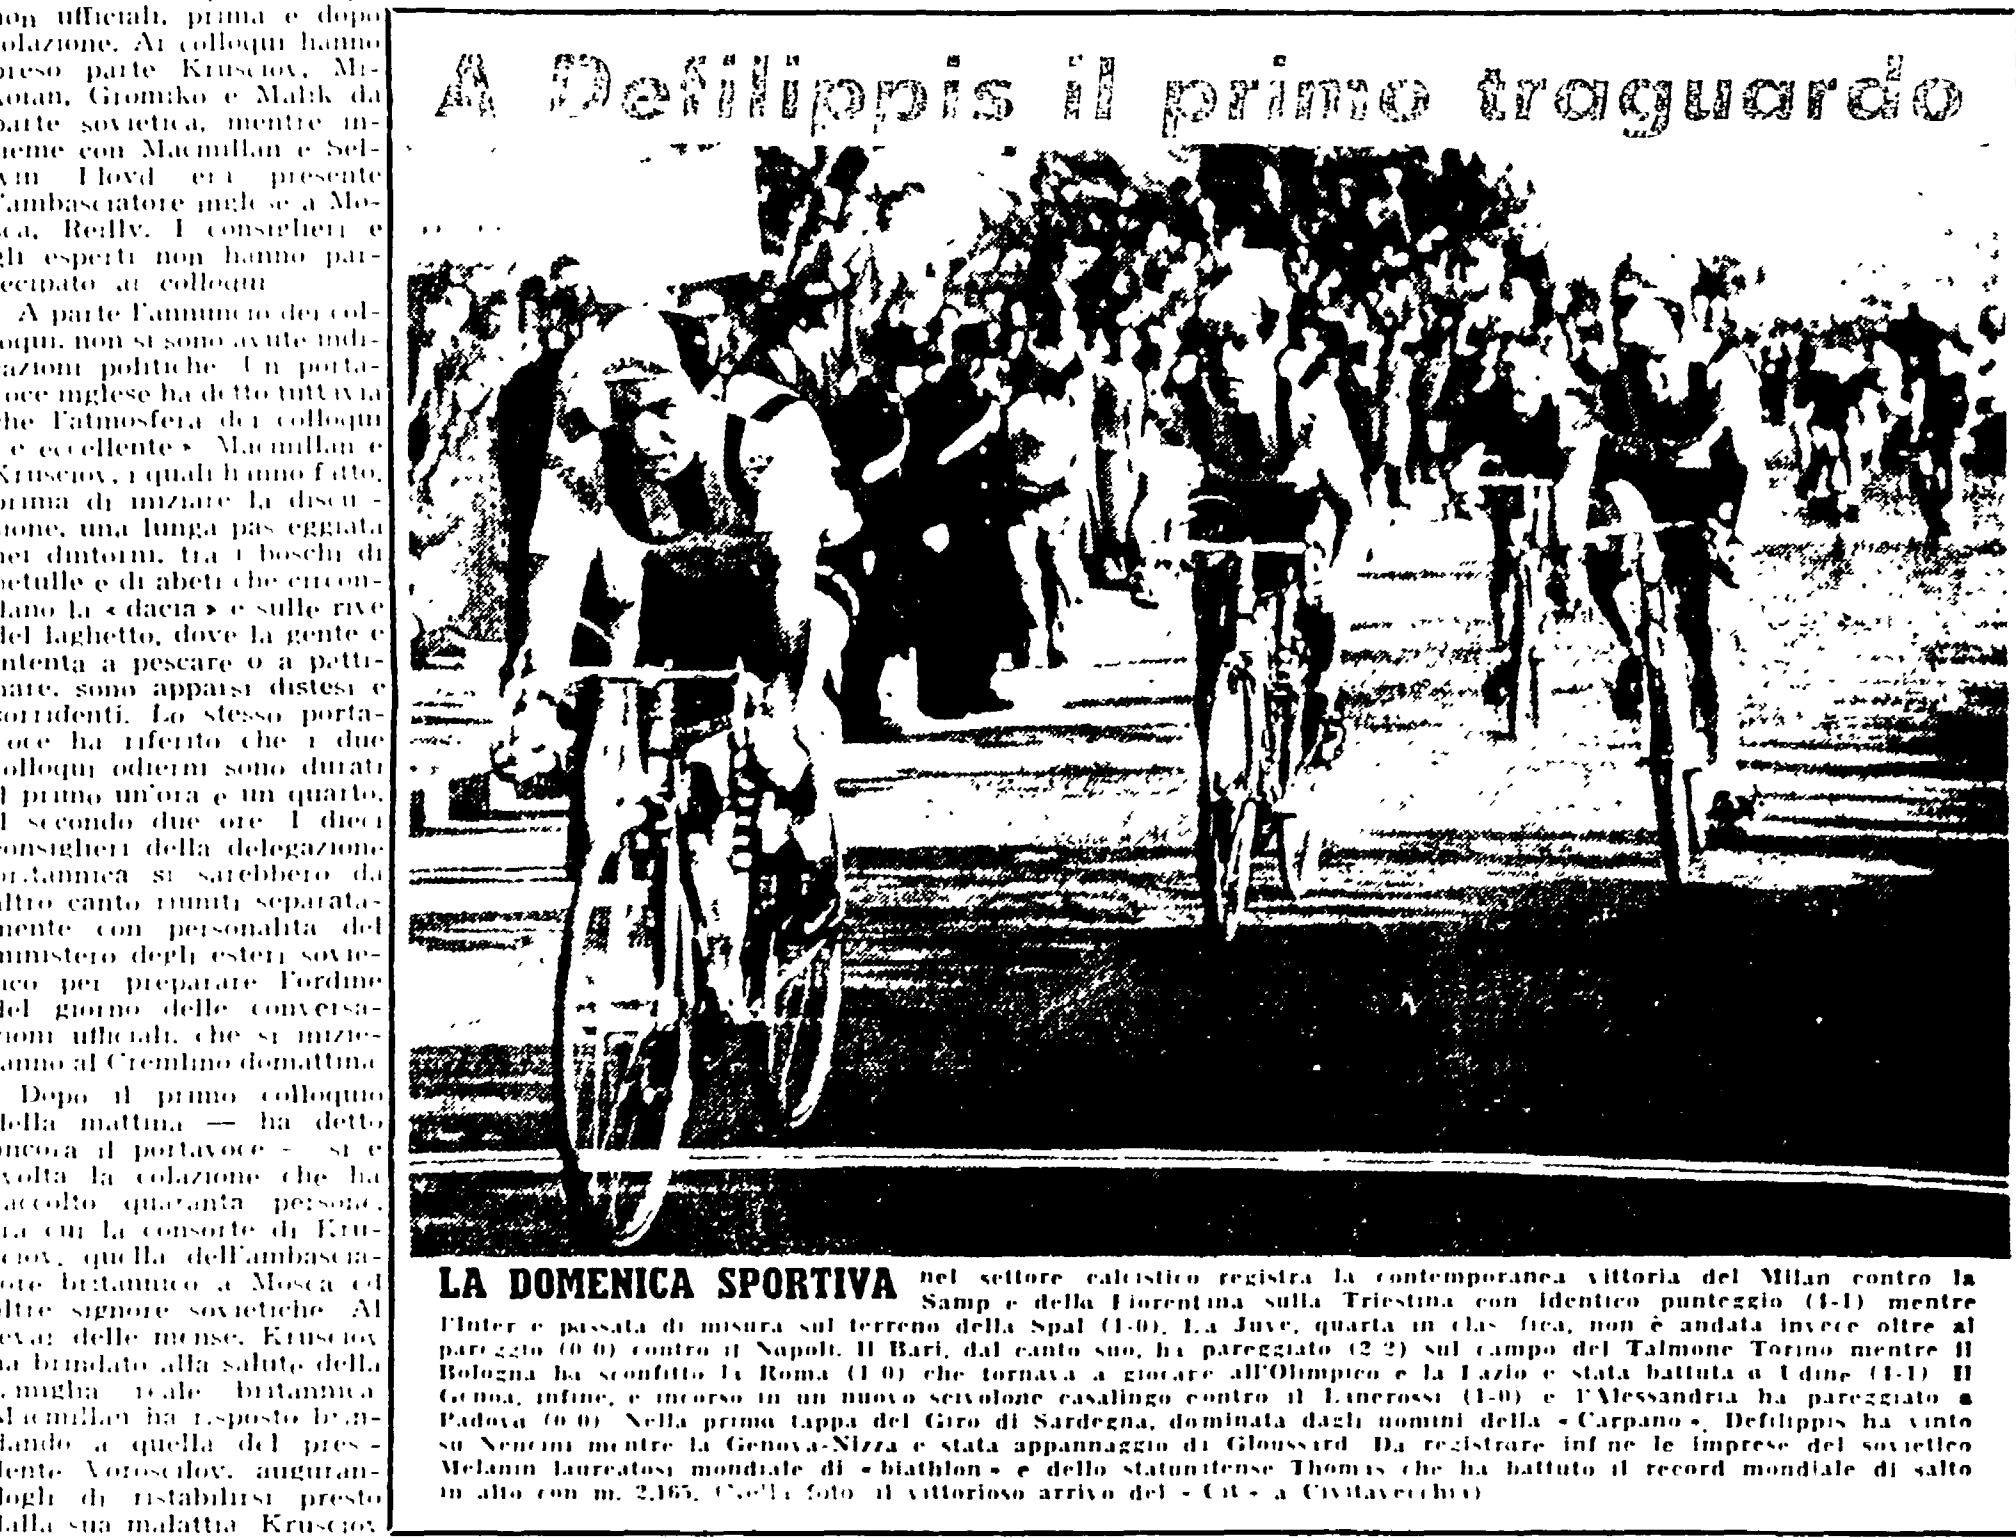 non ufficiali, prima e dopo
colazione. Ai colloqui hanno
preso parte Krusciov, Mi-
koian, Gromiko e Malik da
parte sovietica, mentre in-
sieme con Macmillan e Sel-
wyn Lloyd era presente
l'ambasciatore inglese a Mo-
sca, Reilly. I consiglieri e
gli esperti non hanno par-
tecipato ai colloqui
A parte l'annuncio dei col-
loqui, non si sono avute indi-
cazioni politiche. Un porta-
voce inglese ha detto tuttavia
che l'atmosfera dei colloqui
è eccellente ». Macmillan e
Krusciov, i quali hanno fatto,
prima di iniziare la discus-
sione, una lunga passeggiata
nei dintorni, tra i boschi di
betulle e di abeti che circon-
dano la « dacia » e sulle rive
del laghetto, dove la gente è
intenta a pescare o a patti-
nare, sono apparsi distesi e
sorridenti. Lo stesso porta-
voce ha riferito che i due
colloqui odierni sono durati
il primo un'ora e un quarto,
il secondo due ore. I dieci
consiglieri della delegazione
britannica si sarebbero da
altro canto riuniti separata-
mente con personalità del
ministero degli esteri sovie-
tico per preparare l'ordine
del giorno delle conversa-
zioni ufficiali, che si inizie-
ranno al Cremlino domattina
Dopo il primo colloquio
della mattina — ha detto
ancora il portavoce - si è
svolta la colazione che ha
raccolto quaranta persone,
tra cui la consorte di Kru-
sciov, quella dell'ambascia-
tore britannico a Mosca ed
altre signore sovietiche. Al
levar delle mense, Krusciov
ha brindato alla salute della
famiglia reale britannica
Macmillan ha risposto brin-
dando a quella del presi-
dente Voroscilov, auguran-
dogli di ristabilirsi presto
dalla sua malattia. Krusciov
A Defilippis il primo traguardo
LA DOMENICA SPORTIVA nel settore calcistico registra la contemporanea vittoria del Milan contro la
Samp e della Fiorentina sulla Triestina con identico punteggio (4-1) mentre
l'Inter è passata di misura sul terreno della Spal (1-0). La Juve, quarta in classifica, non è andata invece oltre al
pareggio (0-0) contro il Napoli. Il Bari, dal canto suo, ha pareggiato (2-2) sul campo del Talmone Torino mentre il
Bologna ha sconfitto la Roma (1-0) che tornava a giocare all'Olimpico e la Lazio è stata battuta a Udine (4-1) Il
Genoa, infine, è incorso in un nuovo scivolone casalingo contro il Lanerossi (1-0) e l'Alessandria ha pareggiato a
Padova (0-0) Nella prima tappa del Giro di Sardegna, dominata dagli uomini della « Carpano », Defilippis ha vinto
su Nencini mentre la Genova-Nizza è stata appannaggio di Gloussard Da registrare infine le imprese del sovietico
Melanin laureatosi mondiale di « biathlon » e dello statunitense Thomas che ha battuto il record mondiale di salto
in alto con m. 2,165. (Nella foto il vittorioso arrivo del « Cit » a Civitavecchia)